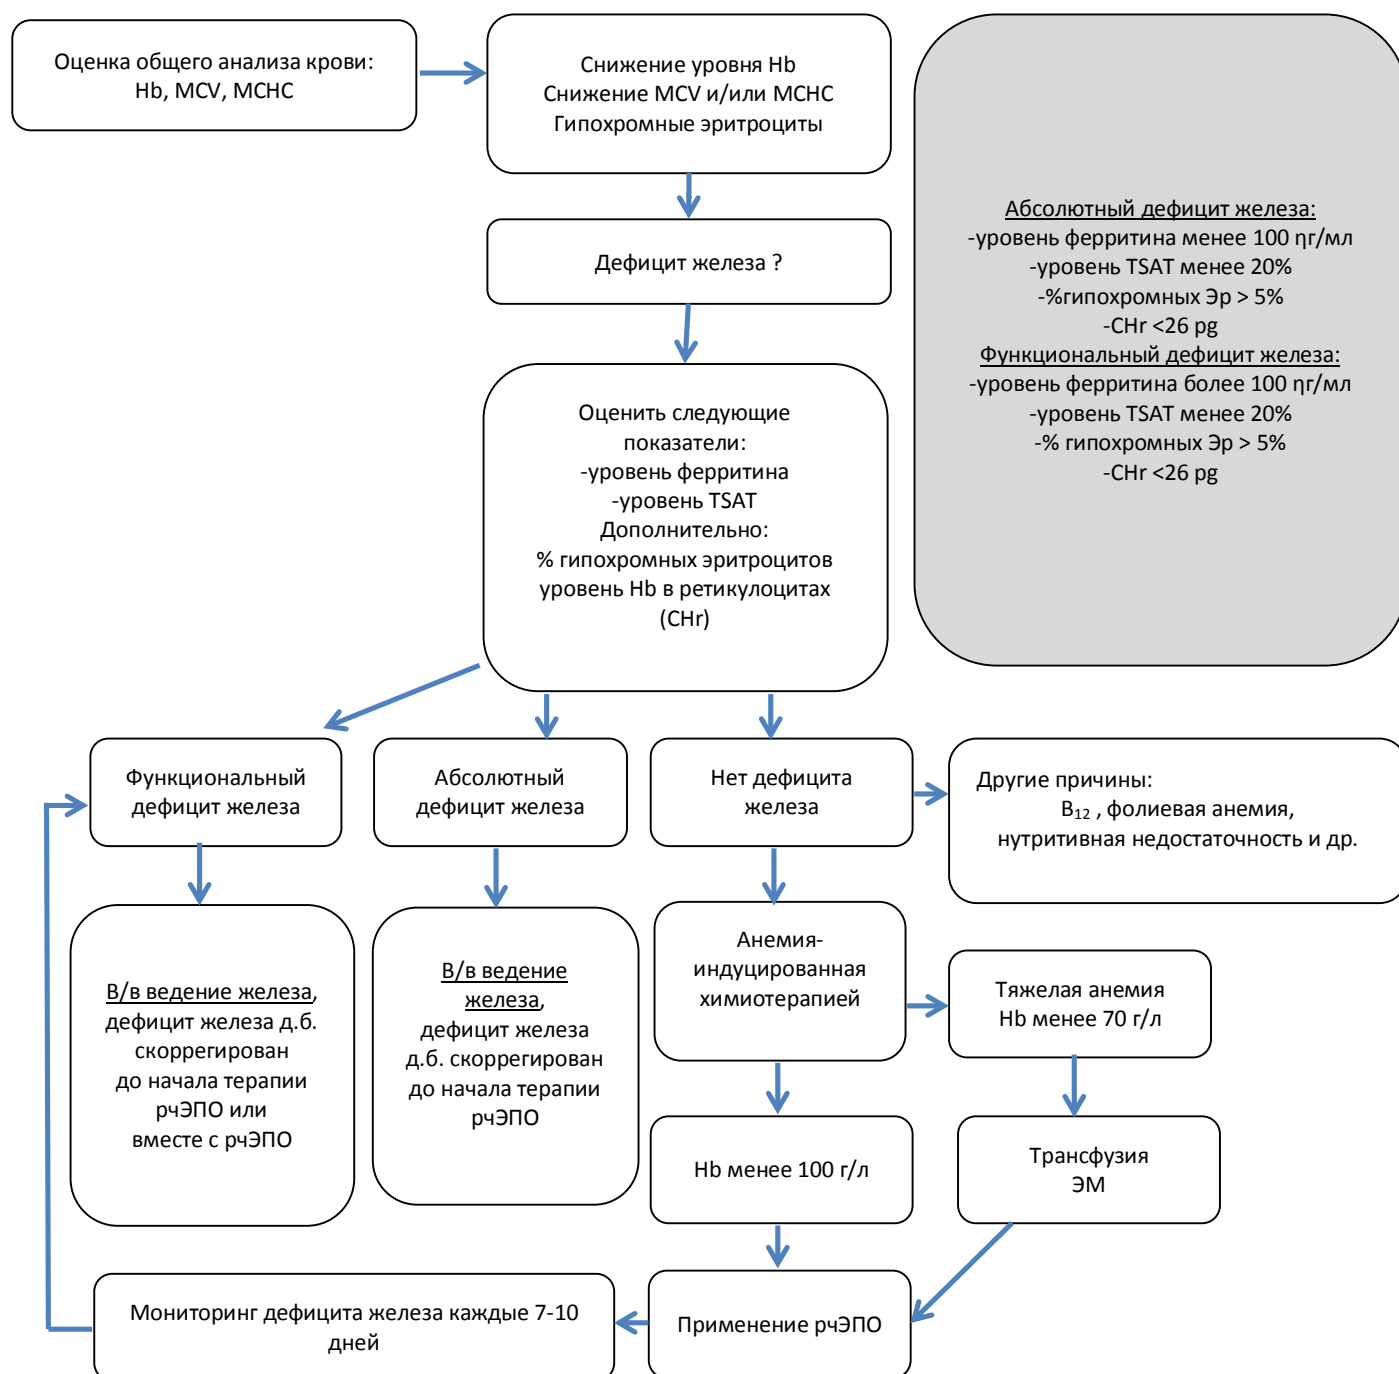 Оценка общего анализа крови:
Hb, MCV, MCHC
Снижение уровня Hb
Снижение MCV и/или MCHC
Гипохромные эритроциты
Дефицит железа ?
Абсолютный дефицит железа:
-уровень ферритина менее 100 ηг/мл
-уровень TSAT менее 20%
-%гипохромных Эр > 5%
-CHr <26 pg
Функциональный дефицит железа:
-уровень ферритина более 100 ηг/мл
-уровень TSAT менее 20%
-% гипохромных Эр > 5%
-CHr <26 pg
Оценить следующие
показатели:
-уровень ферритина
-уровень TSAT
Дополнительно:
% гипохромных эритроцитов
уровень Hb в ретикулоцитах
(CHr)
Функциональный
дефицит железа
Абсолютный
дефицит железа
Нет дефицита
железа
Другие причины:
В₁₂ , фолиевая анемия,
нутритивная недостаточность и др.
В/в ведение железа,
дефицит железа д.б.
скоррегирован
до начала терапии
рчЭПО или
вместе с рчЭПО
В/в ведение
железа,
дефицит железа
д.б. скоррегирован
до начала терапии
рчЭПО
Анемия-
индуцированная
химиотерапией
Тяжелая анемия
Hb менее 70 г/л
Hb менее 100 г/л
Трансфузия
ЭМ
Мониторинг дефицита железа каждые 7-10
дней
Применение рчЭПО